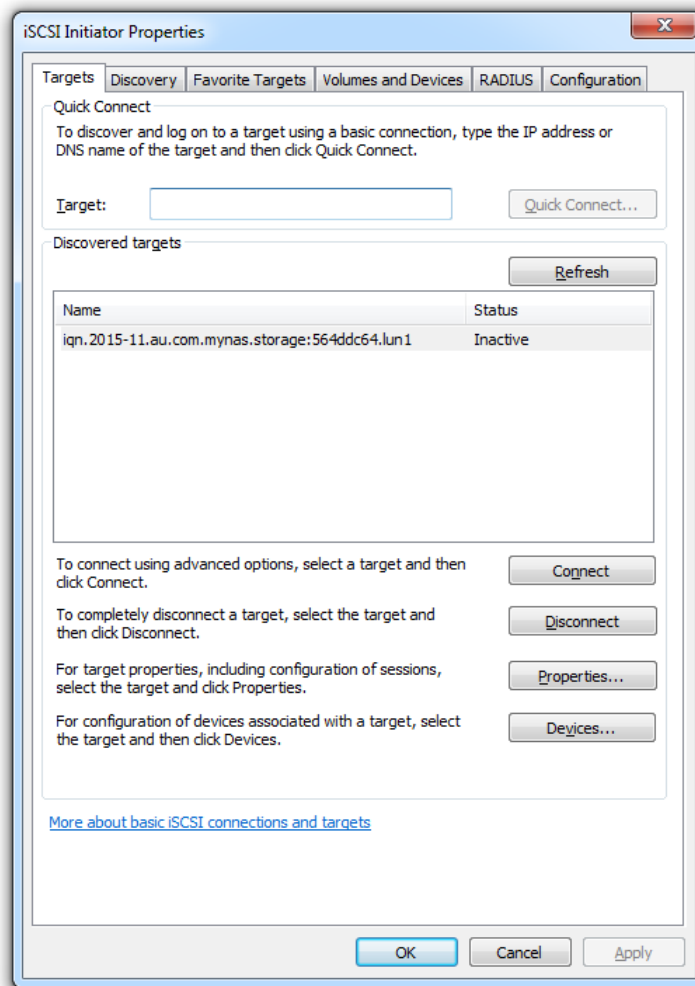 iSCSI Initiator Properties
Targets Discovery Favorite Targets Volumes and Devices RADIUS Configuration
Quick Connect
To discover and log on to a target using a basic connection, type the IP address or
DNS name of the target and then click Quick Connect.
Target: Quick Connect...
Discovered targets
Refresh
Name Status
iqn.2015-11.au.com.mynas.storage:564ddc64.lun1 Inactive
To connect using advanced options, select a target and then
click Connect.
Connect
To completely disconnect a target, select the target and
then click Disconnect.
Disconnect
For target properties, including configuration of sessions,
select the target and click Properties.
Properties...
For configuration of devices associated with a target, select
the target and then click Devices.
Devices...
More about basic iSCSI connections and targets
OK Cancel Apply